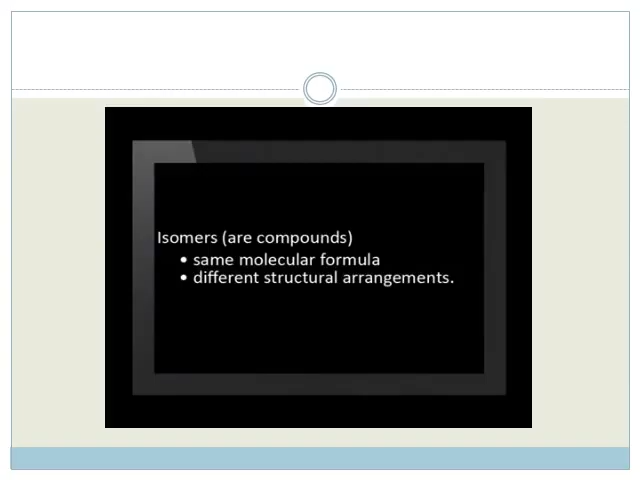 Isomers (are compounds)
• same molecular formula
• different structural arrangements.